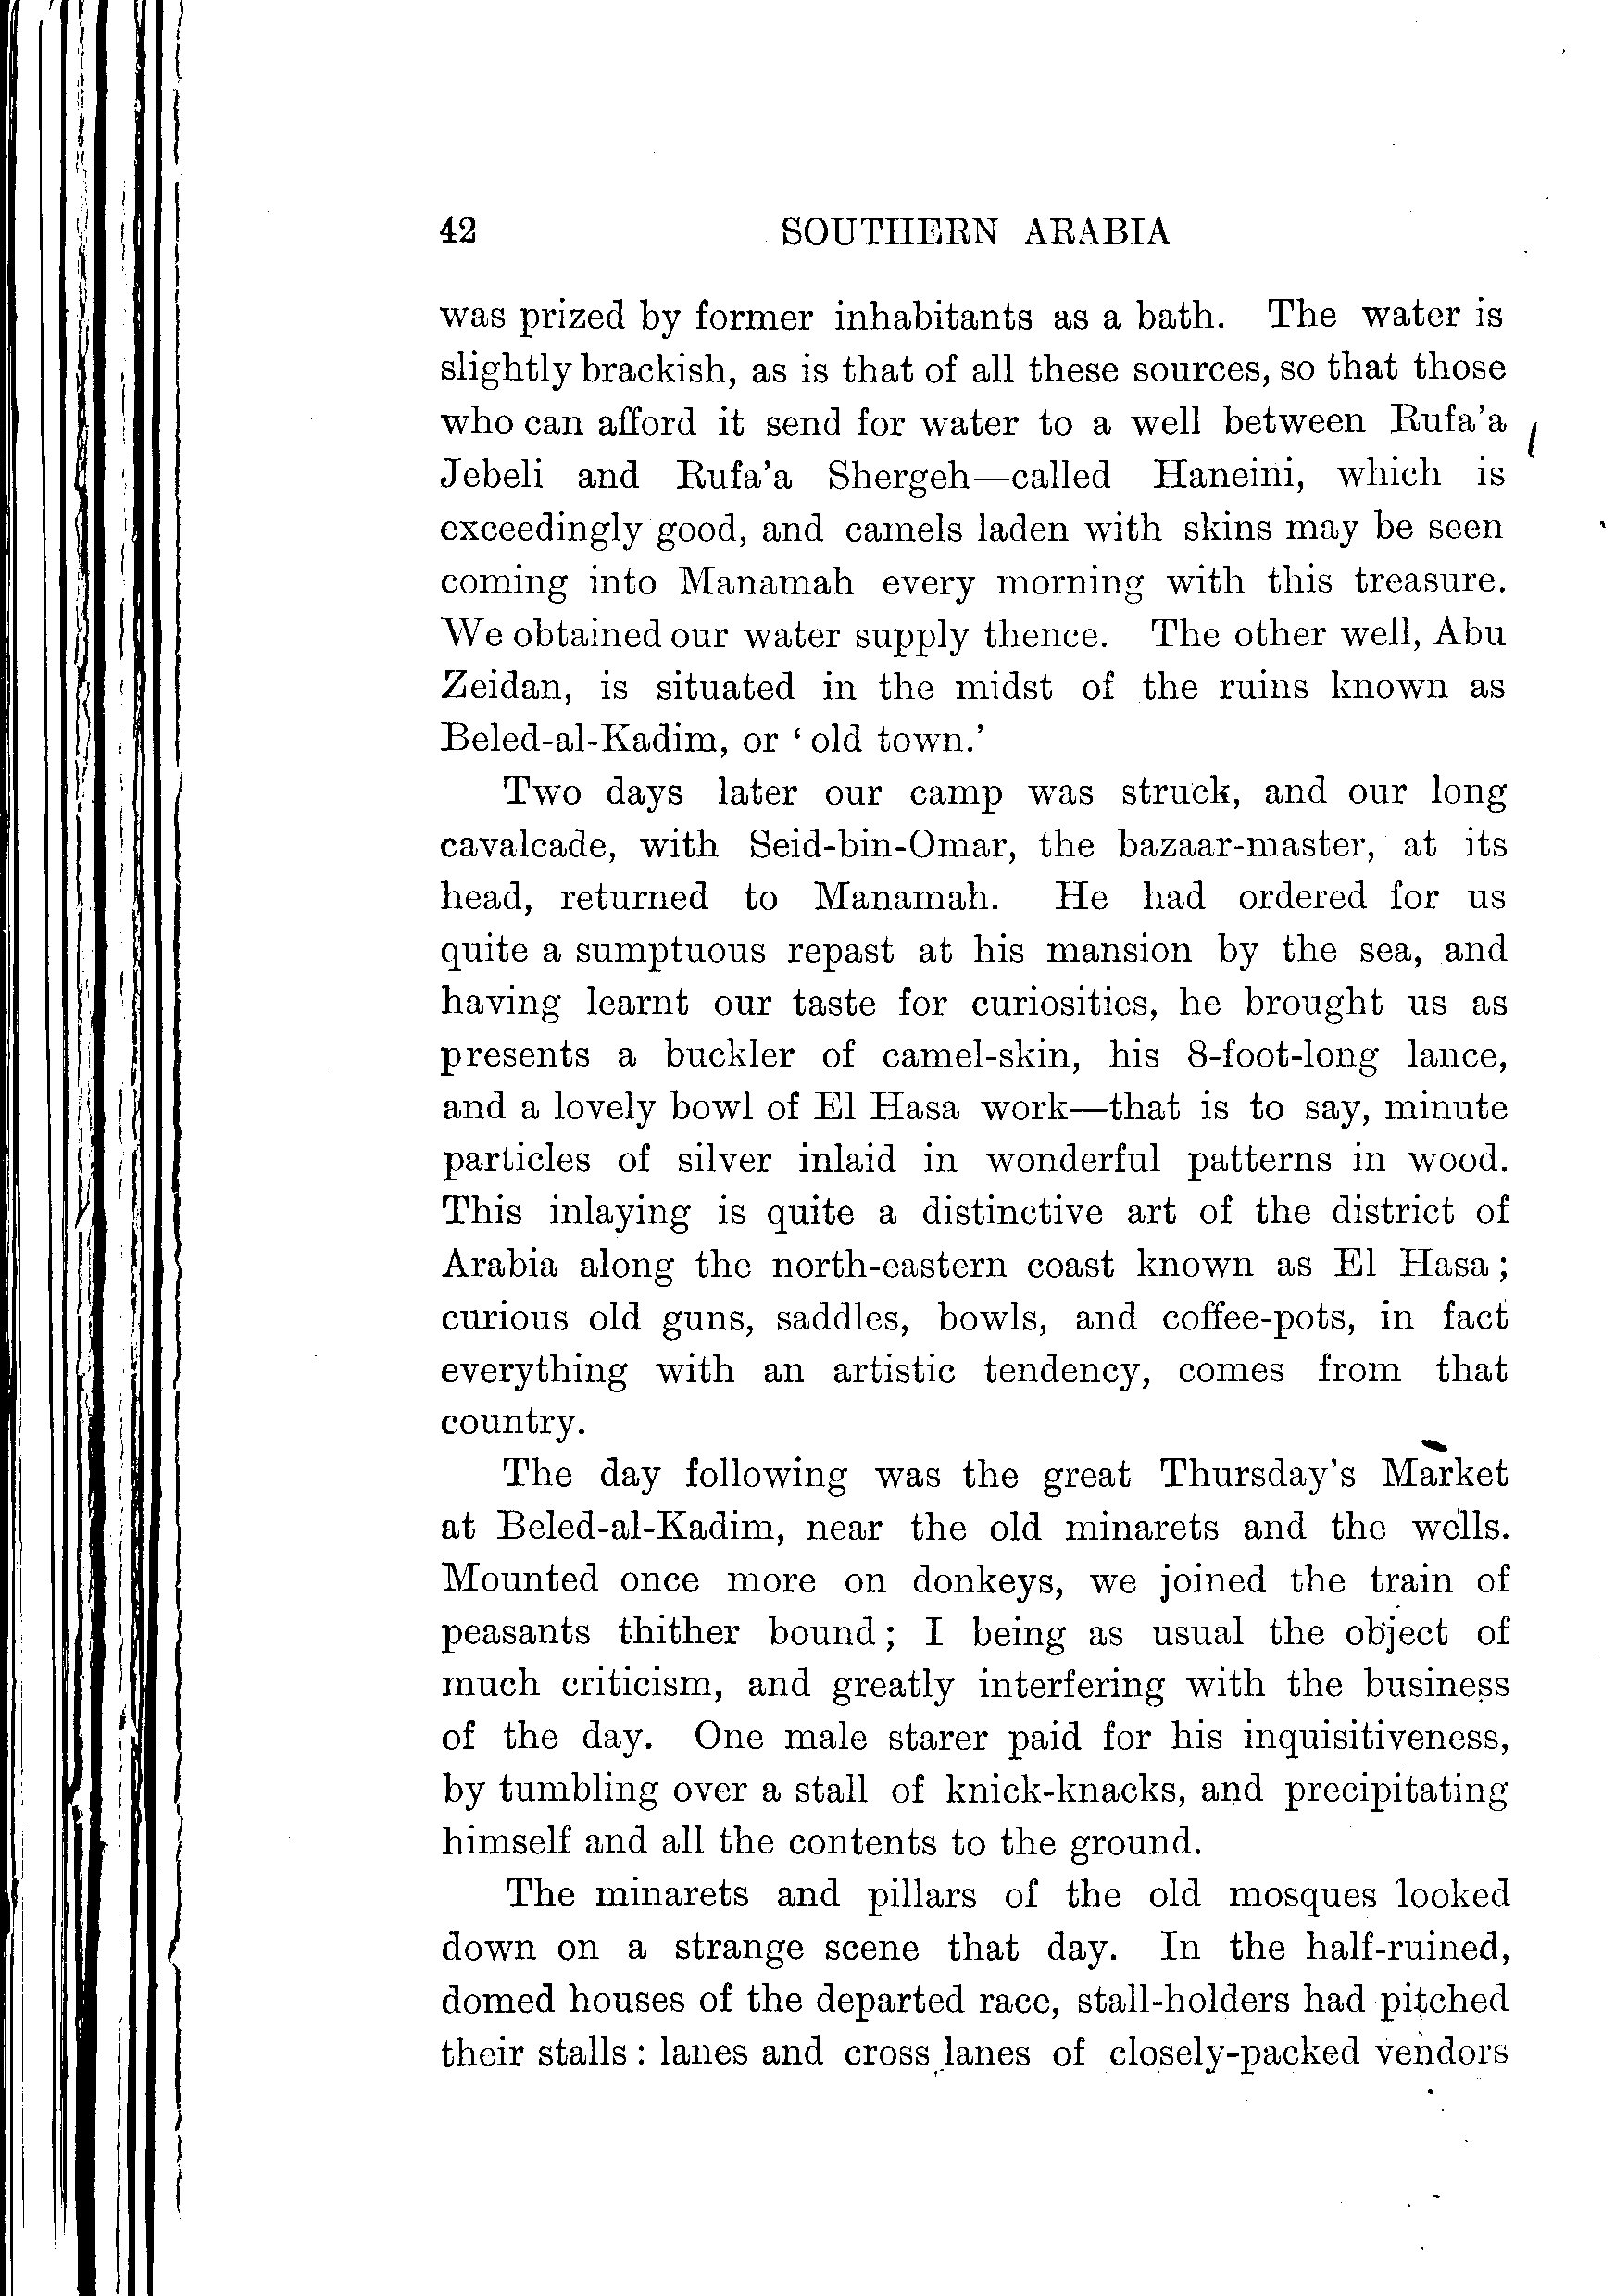 42 SOUTHERN ARABIA
was prized by former inhabitants as a bath. The water is
slightly brackish, as is that of all these sources, so that those
who can afford it send for water to a well between Rufa'a
Jebeli and Rufa'a Shergeh—called Haneini, which is
exceedingly good, and camels laden with skins may be seen
coming into Manamah every morning with this treasure.
We obtained our water supply thence. The other well, Abu
Zeidan, is situated in the midst of the ruins known as
Beled-al-Kadim, or ‘ old town.’
Two days later our camp was struck, and our long
cavalcade, with Seid-bin-Omar, the bazaar-master, at its
head, returned to Manamah. He had ordered for us
quite a sumptuous repast at his mansion by the sea, and
having learnt our taste for curiosities, he brought us as
presents a buckler of camel-skin, his 8-foot-long lance,
and a lovely bowl of El Hasa work—that is to say, minute
particles of silver inlaid in wonderful patterns in wood.
This inlaying is quite a distinctive art of the district of
Arabia along the north-eastern coast known as El Hasa ;
curious old guns, saddles, bowls, and coffee-pots, in fact
everything with an artistic tendency, comes from that
country.
The day following was the great Thursday's Market
at Beled-al-Kadim, near the old minarets and the wells.
Mounted once more on donkeys, we joined the train of
peasants thither bound ; I being as usual the object of
much criticism, and greatly interfering with the business
of the day. One male starer paid for his inquisitiveness,
by tumbling over a stall of knick-knacks, and precipitating
himself and all the contents to the ground.
The minarets and pillars of the old mosques looked
down on a strange scene that day. In the half-ruined,
domed houses of the departed race, stall-holders had pitched
their stalls : lanes and cross lanes of closely-packed vendors